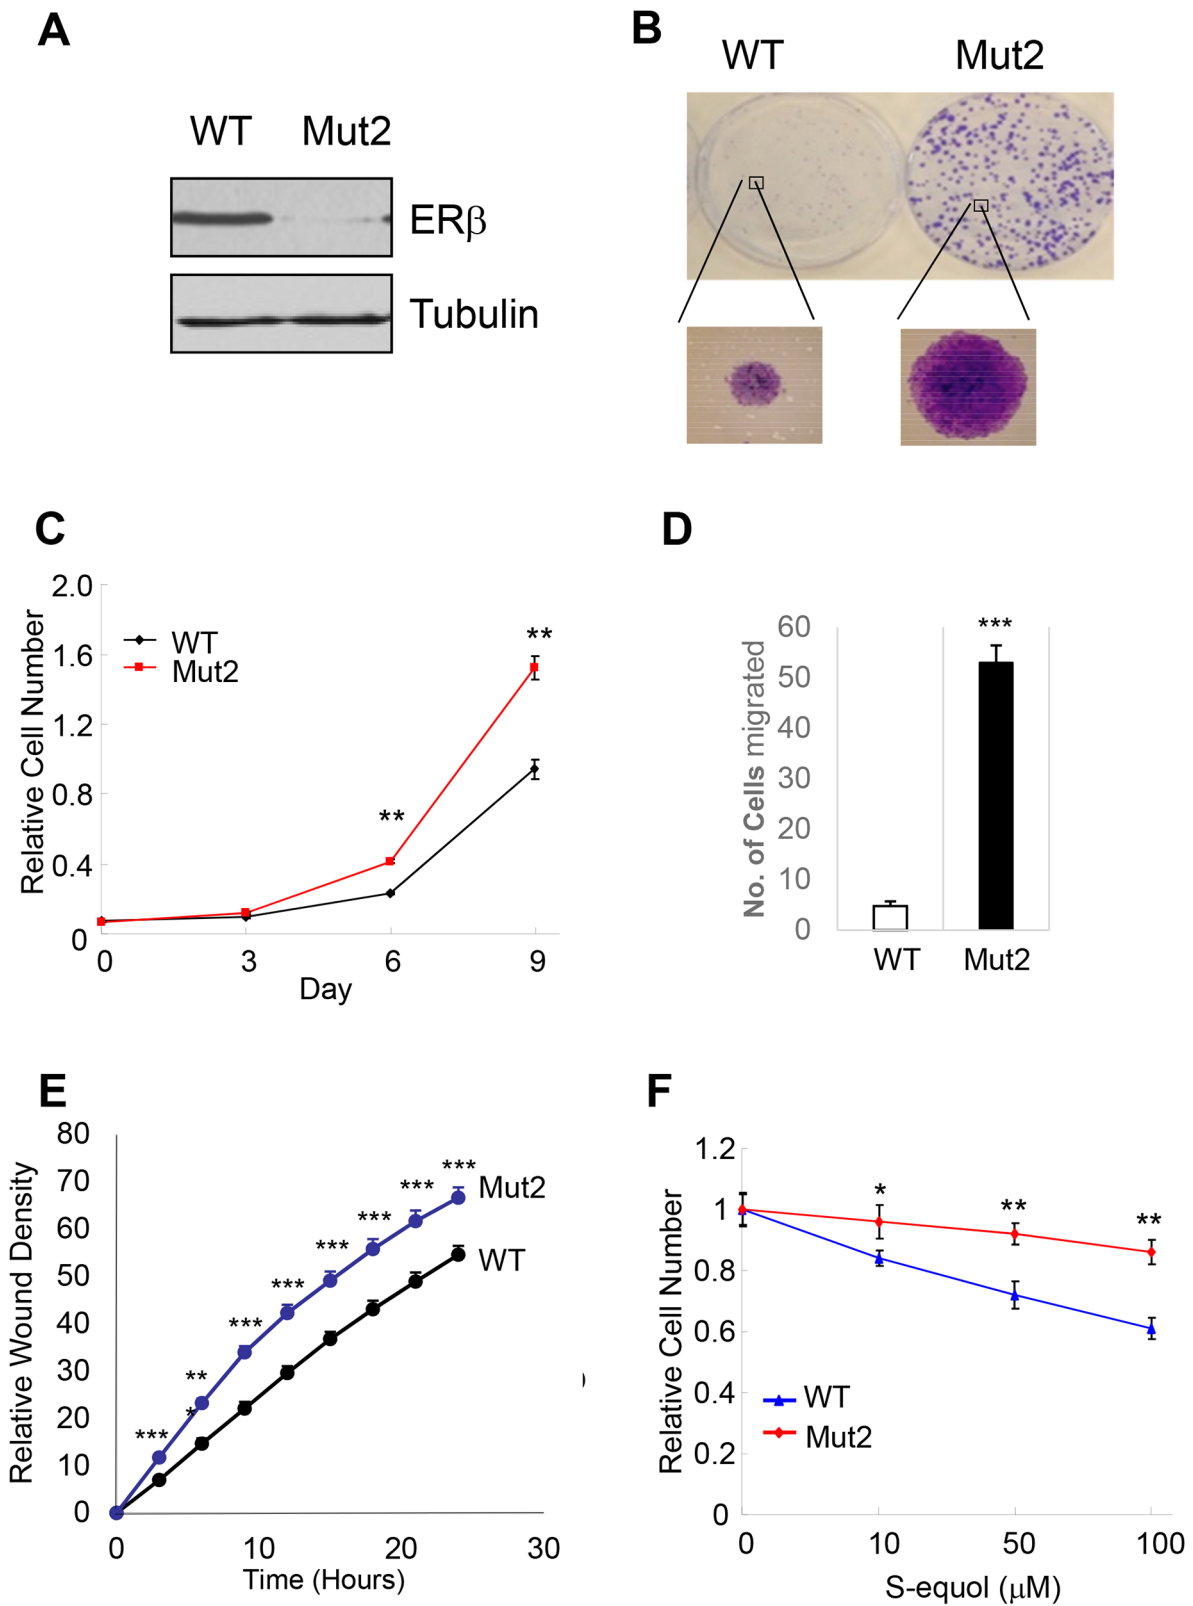 A
WT Mut2
ERβ
Tubulin
B
WT Mut2
C
Relative Cell Number
2.0
1.6
1.2
0.8
0.4
0
WT
Mut2
**
**
0 3 6 9
Day
D
No. of Cells migrated
60
50
40
30
20
10
0
***
WT Mut2
E
Relative Wound Density
80
70
60
50
40
30
20
10
0
***
**
*
***
***
***
***
***
***
Mut2
WT
0 10 20 30
Time (Hours)
)
F
Relative Cell Number
1.2
1
0.8
0.6
0.4
0.2
0
*
**
**
WT
Mut2
0 10 50 100
S-equol (μM)